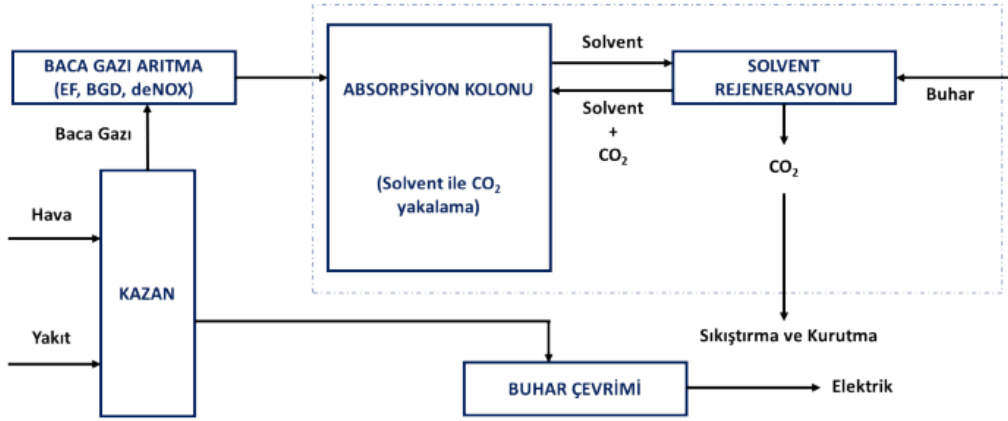 BACA GAZI ARITMA
(EF, BGD, deNOX)
Baca Gazı
Hava
Yakıt
KAZAN
ABSORPSİYON KOLONU
(Solvent ile CO₂
yakalama)
Solvent
Solvent
+
CO₂
SOLVENT
REJENERASYONU
Buhar
CO₂
Sıkıştırma ve Kurutma
BUHAR ÇEVRİMİ
Elektrik